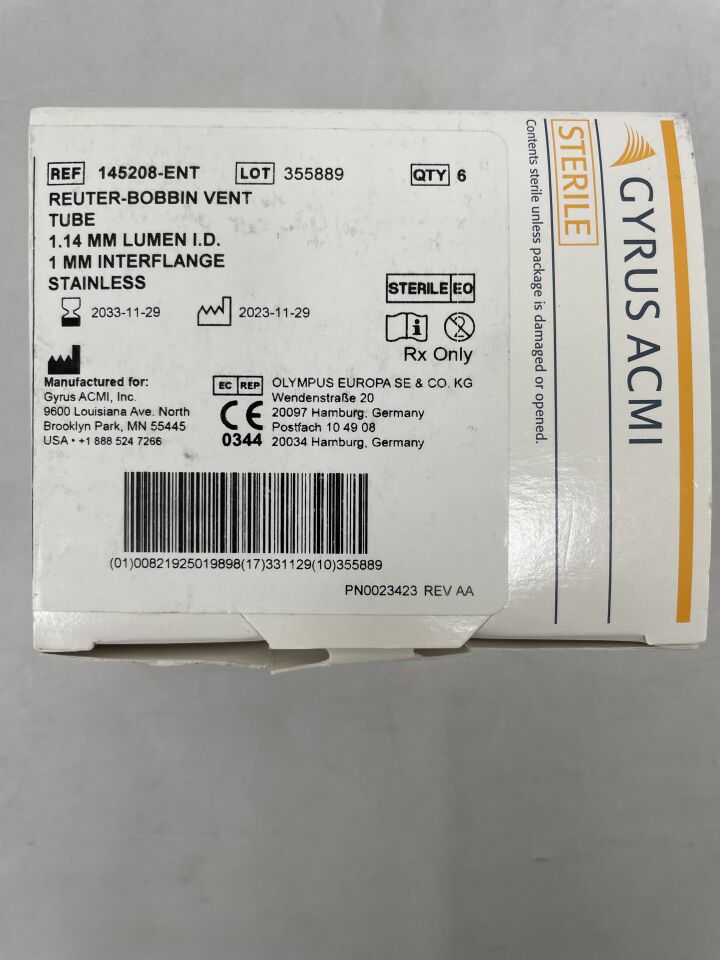 REF 145208-ENT LOT 355889 QTY 6
REUTER-BOBBIN VENT
TUBE
1.14 MM LUMEN I.D.
1 MM INTERFLANGE
STAINLESS
2033-11-29 2023-11-29
STERILE EO
i 2
Rx Only
Manufactured for:
Gyrus ACMI, Inc.
9600 Louisiana Ave. North
Brooklyn Park, MN 55445
USA • +1 888 524 7266
EC REP OLYMPUS EUROPA SE & CO. KG
Wendenstraße 20
20097 Hamburg, Germany
Postfach 10 49 08
20034 Hamburg, Germany
CE
0344
(01)00821925019898(17)331129(10)355889
PN0023423 REV AA
GYRUS ACMI
STERILE
Contents sterile unless package is damaged or opened.